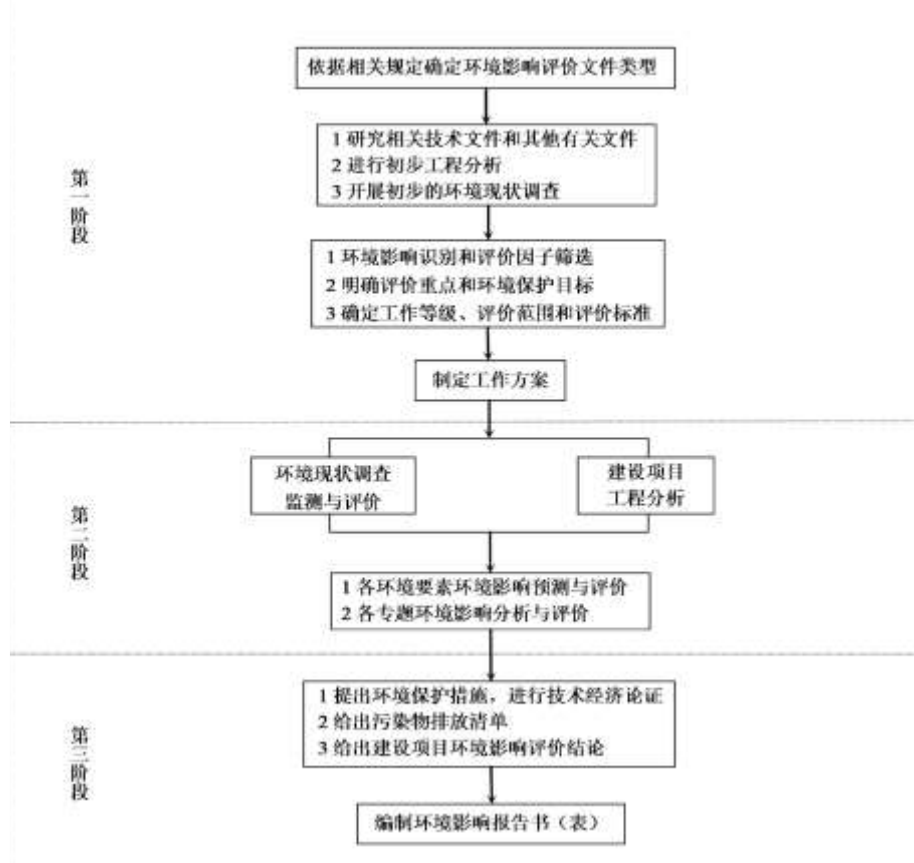 依据相关规定确定环境影响评价文件类型
1 研究相关技术文件和其他有关文件
2 进行初步工程分析
3 开展初步的环境现状调查
第一阶段
1 环境影响识别和评价因子筛选
2 明确评价重点和环境保护目标
3 确定工作等级、评价范围和评价标准
制定工作方案
环境现状调查
监测与评价
建设项目
工程分析
第二阶段
1 各环境要素环境影响预测与评价
2 各专题环境影响分析与评价
1 提出环境保护措施，进行技术经济论证
2 给出污染物排放清单
3 给出建设项目环境影响评价结论
第三阶段
编制环境影响报告书（表）